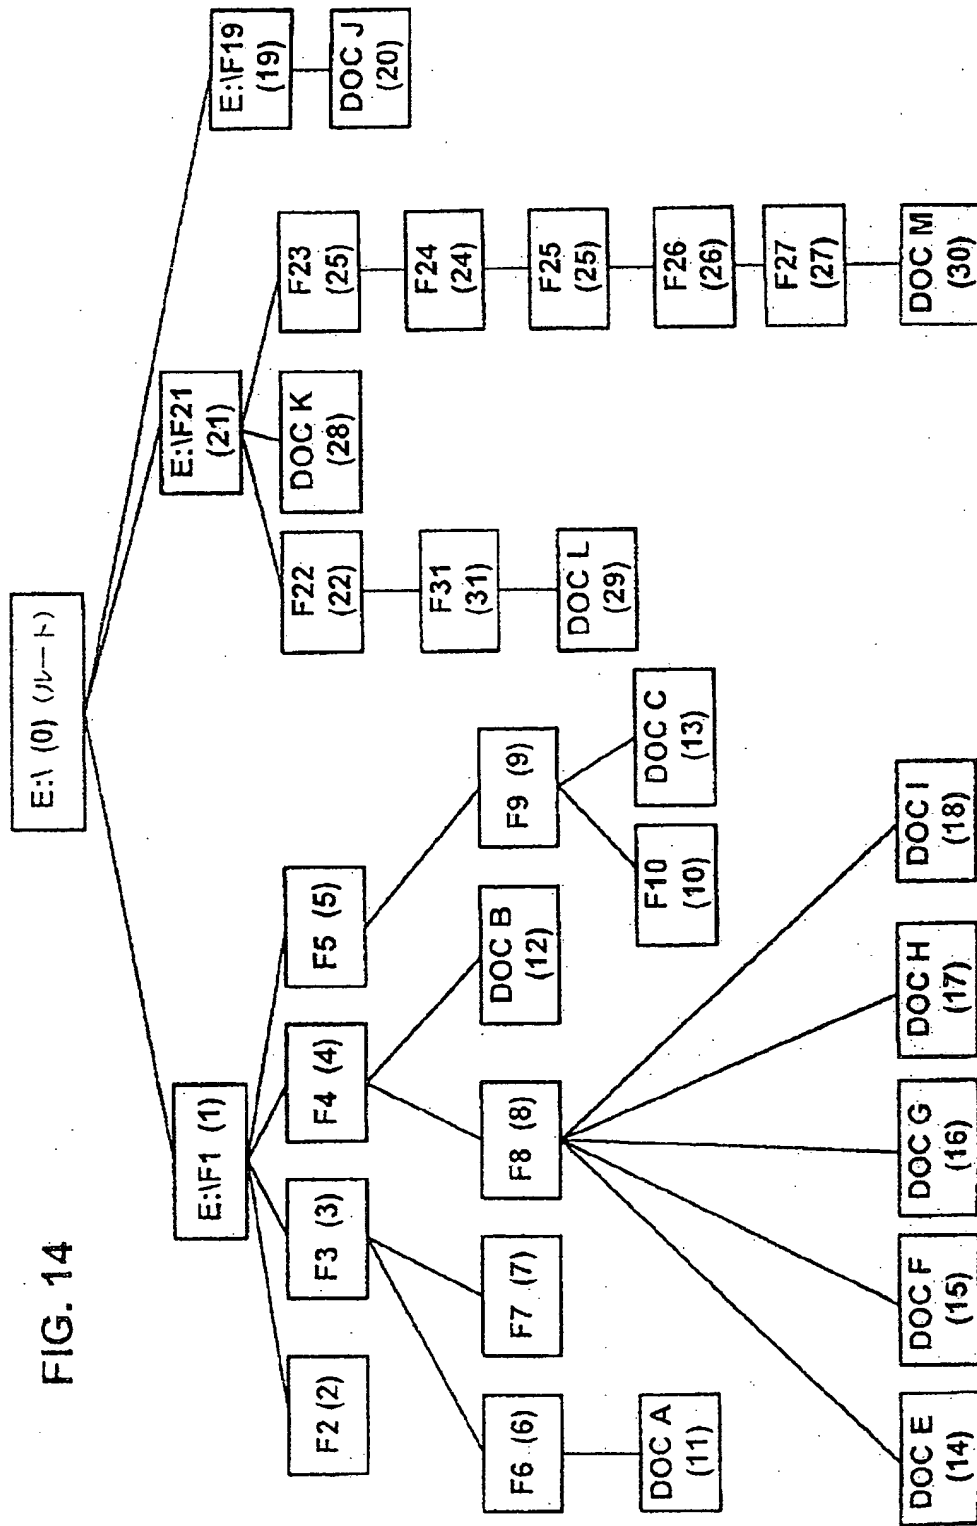 FIG. 14
E:\ (0) (ルート)
E:\F1 (1)
E:\F21
(21)
E:\F19
(19)
F2 (2)
F3 (3)
F4 (4)
F5 (5)
F22
(22)
DOC K
(28)
F23
(25)
DOC J
(20)
F6 (6)
F7 (7)
F8 (8)
DOC B
(12)
F9 (9)
F31
(31)
F24
(24)
DOC A
(11)
F10
(10)
DOC C
(13)
DOC L
(29)
F25
(25)
F26
(26)
F27
(27)
DOC E
(14)
DOC F
(15)
DOC G
(16)
DOC H
(17)
DOC I
(18)
DOC M
(30)